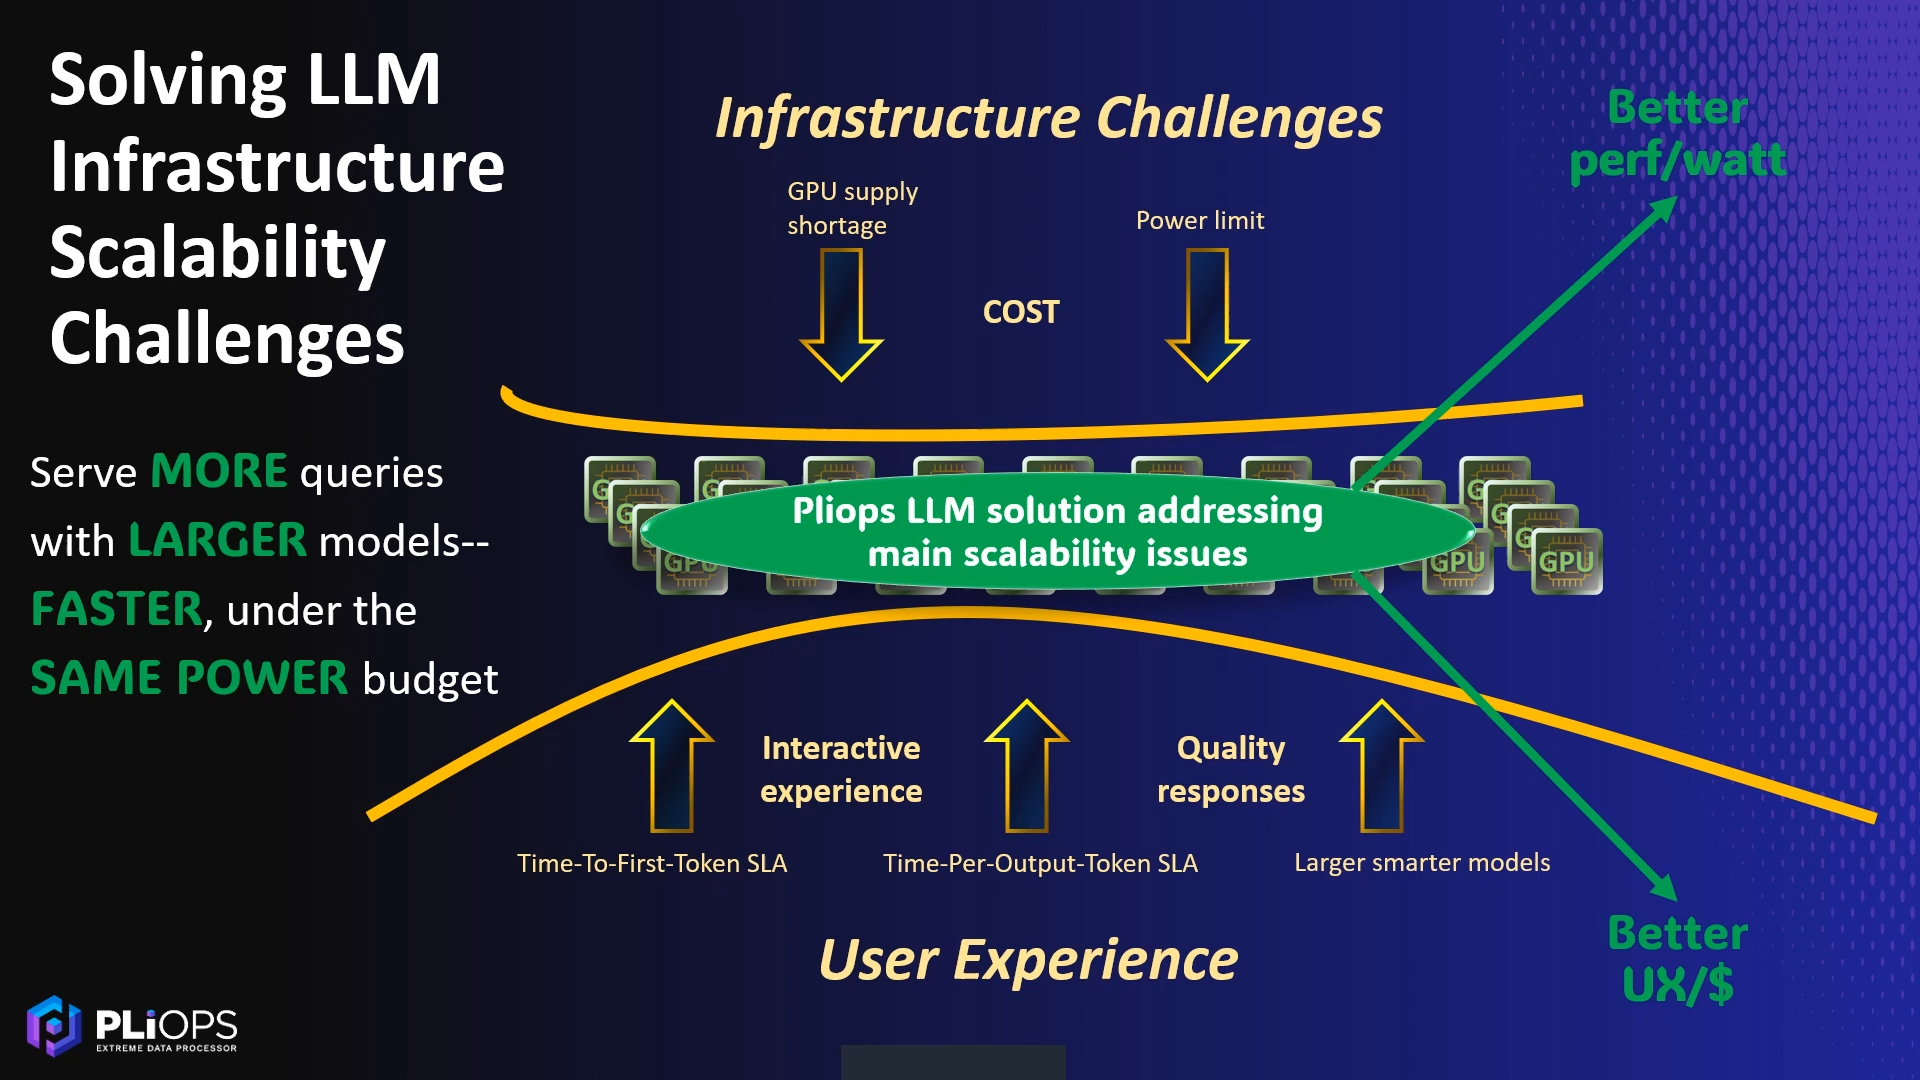 Solving LLM
Infrastructure
Scalability
Challenges
Serve MORE queries
with LARGER models--
FASTER, under the
SAME POWER budget
Infrastructure Challenges
GPU supply
shortage
Power limit
COST
Better
perf/watt
Pliops LLM solution addressing
main scalability issues
GPU
GPU
GPU
Interactive
experience
Quality
responses
Time-To-First-Token SLA
Time-Per-Output-Token SLA
Larger smarter models
User Experience
Better
UX/$
PLiOPS
EXTREME DATA PROCESSOR